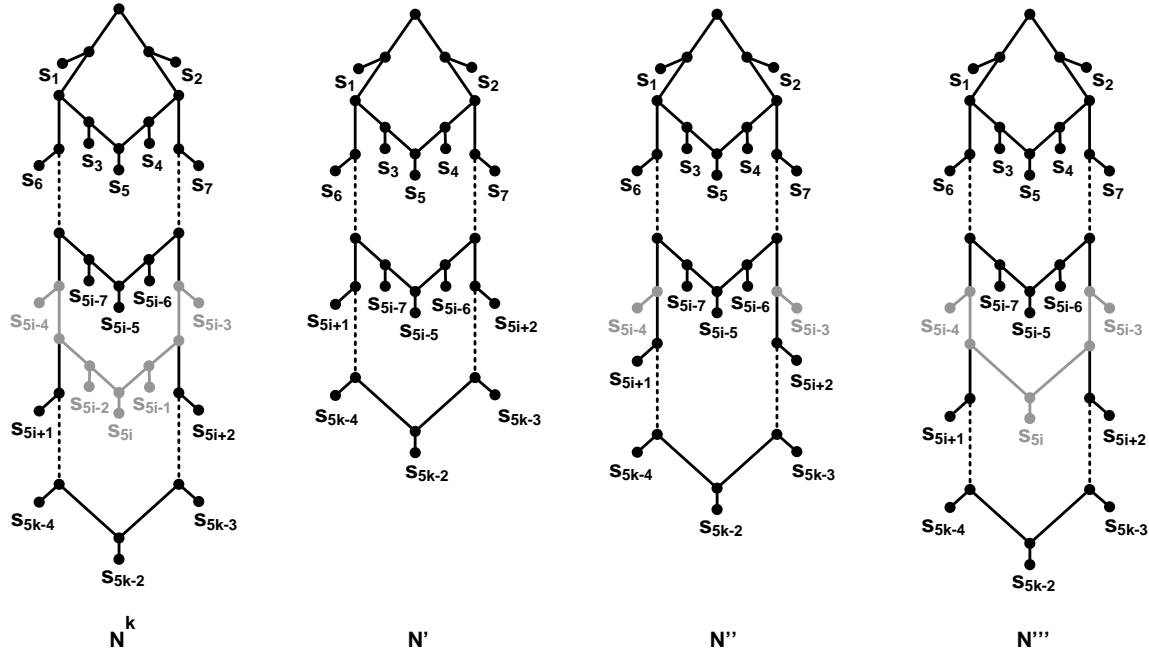 S1 S2
S3 S4
S6 S5 S7
S5i-7 S5i-6
S5i-4 S5i-5 S5i-3
S5i-2 S5i-1
S5i+1 S5i S5i+2
S5k-4 S5k-3
S5k-2
N^k
S1 S2
S3 S4
S6 S5 S7
S5i-7 S5i-6
S5i+1 S5i-5 S5i+2
S5k-4 S5k-3
S5k-2
N'
S1 S2
S3 S4
S6 S5 S7
S5i-7 S5i-6
S5i-4 S5i-5 S5i-3
S5i+1 S5i+2
S5k-4 S5k-3
S5k-2
N''
S1 S2
S3 S4
S6 S5 S7
S5i-7 S5i-6
S5i-4 S5i-5 S5i-3
S5i+1 S5i S5i+2
S5k-4 S5k-3
S5k-2
N'''